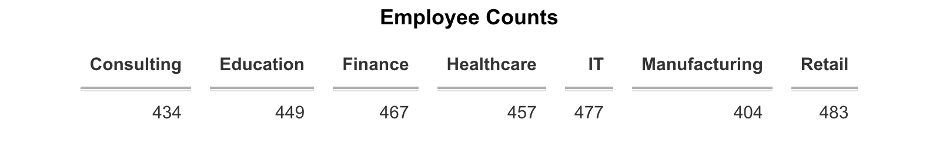 Employee Counts
Consulting Education Finance Healthcare IT Manufacturing Retail
434 449 467 457 477 404 483